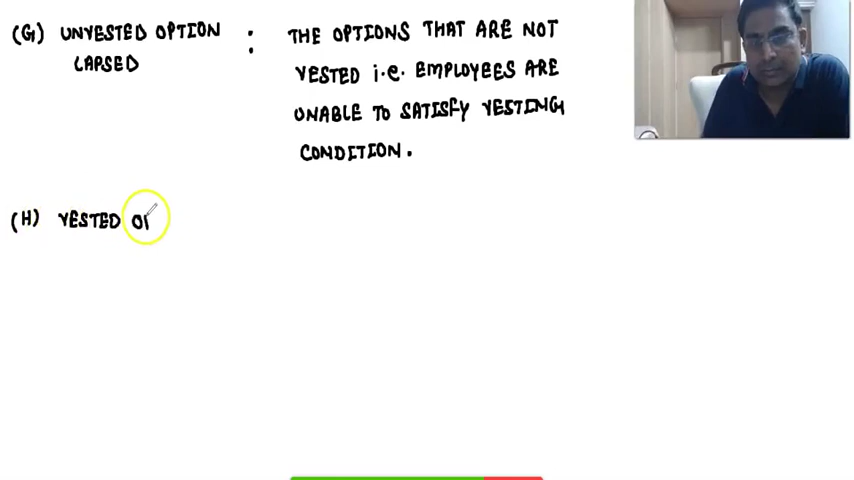 (G) UNVESTED OPTION : THE OPTIONS THAT ARE NOT
LAPSED VESTED i.e. EMPLOYEES ARE
UNABLE TO SATISFY VESTING
CONDITION.
(H) VESTED